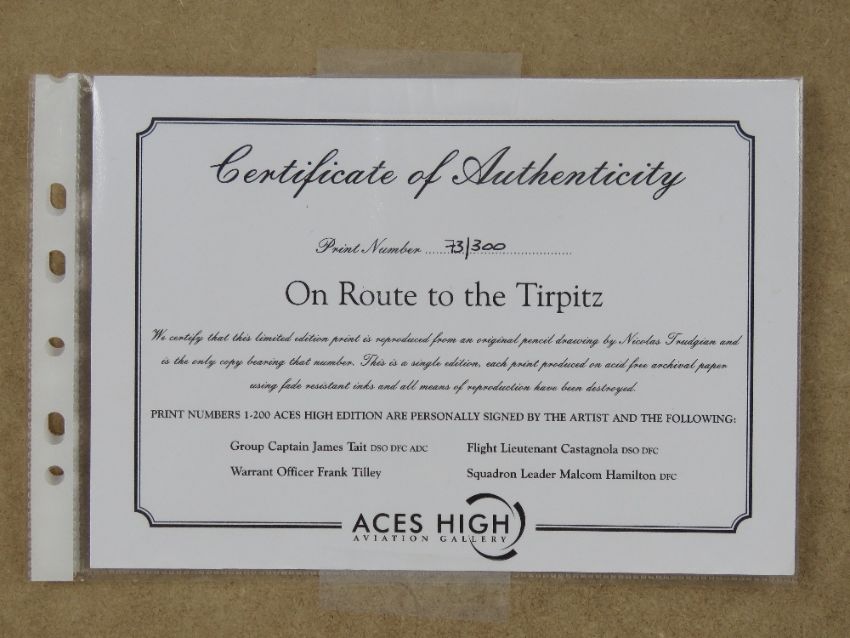 Certificate of Authenticity
Print Number ....73/300....................
On Route to the Tirpitz
We certify that this limited edition print is reproduced from an original pencil drawing by Nicolas Trudgian and
is the only copy bearing that number. This is a single edition, each print produced on acid free archival paper
using fade resistant inks and all means of reproduction have been destroyed.
PRINT NUMBERS 1-200 ACES HIGH EDITION ARE PERSONALLY SIGNED BY THE ARTIST AND THE FOLLOWING:
Group Captain James Tait DSO DFC ADC Flight Lieutenant Castagnola DSO DFC
Warrant Officer Frank Tilley Squadron Leader Malcom Hamilton DFC
ACES HIGH
AVIATION GALLERY